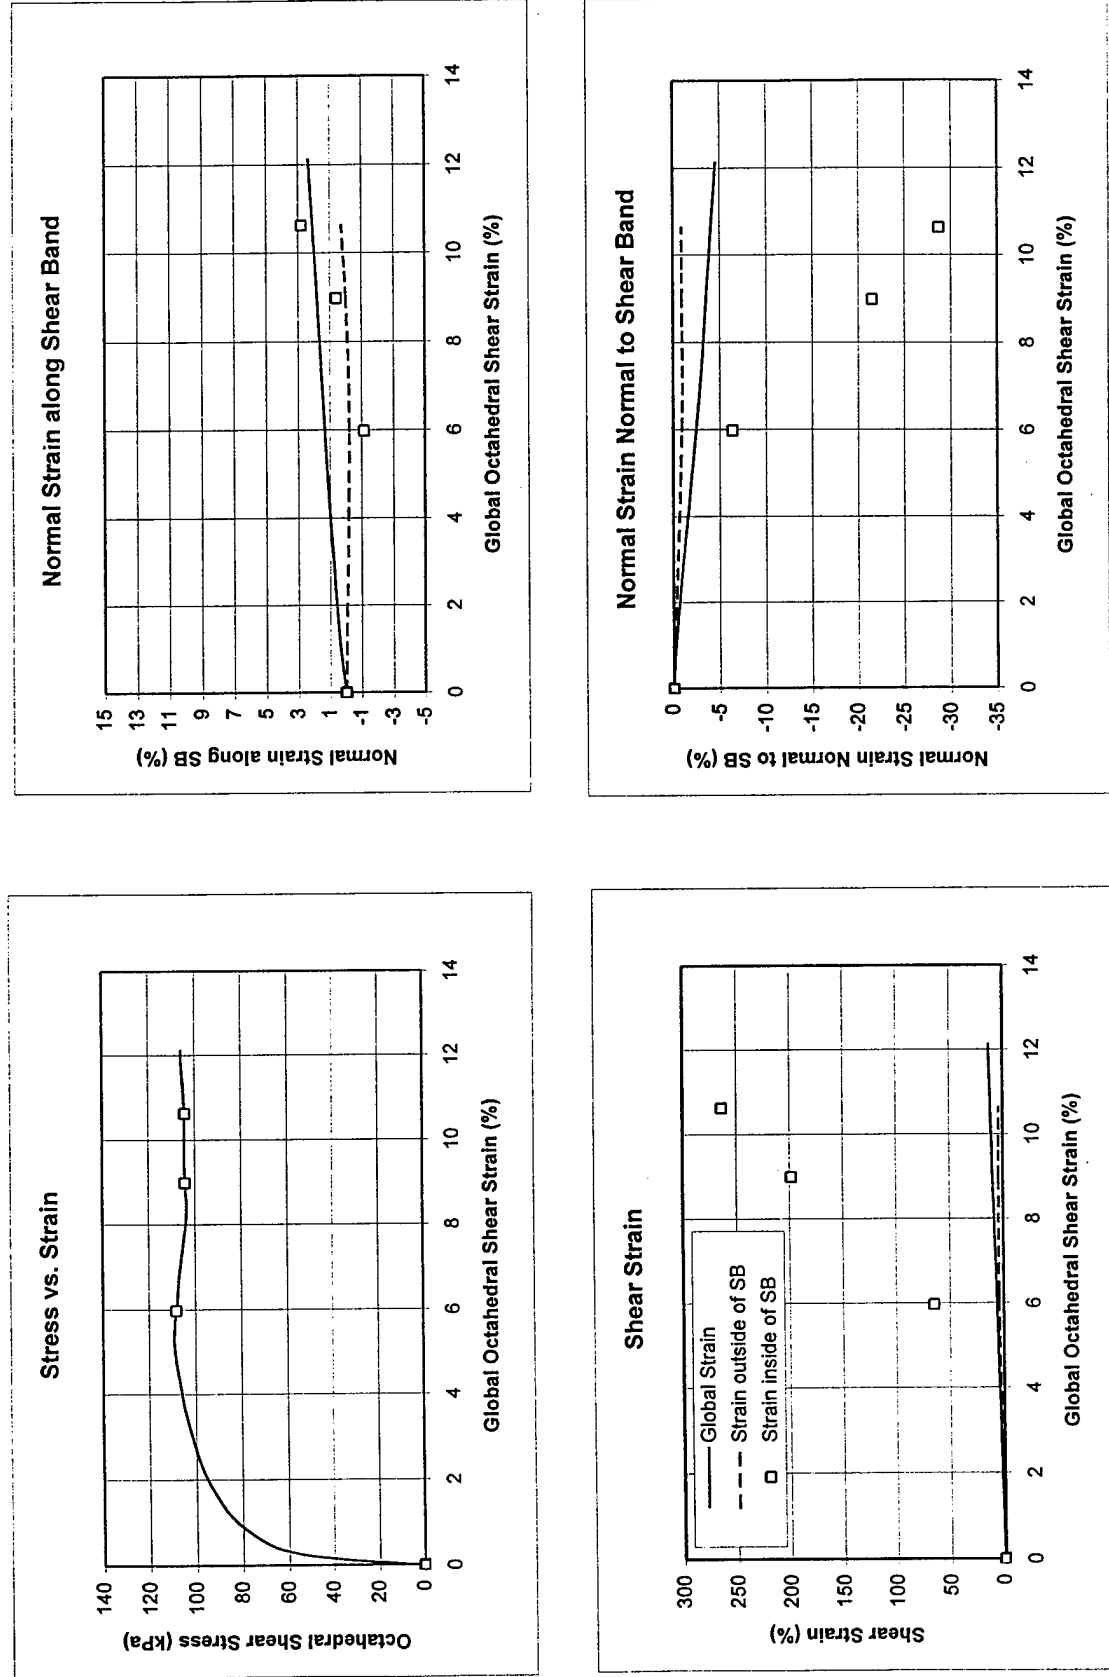 Stress vs. Strain
Octahedral Shear Stress (kPa)
140
120
100
80
60
40
20
0
0 2 4 6 8 10 12 14
Global Octahedral Shear Strain (%)
Normal Strain along Shear Band
Normal Strain along SB (%)
15
13
11
9
7
5
3
1
-1
-3
-5
0 2 4 6 8 10 12 14
Global Octahedral Shear Strain (%)
Shear Strain
Shear Strain (%)
300
250
200
150
100
50
0
Global Strain
Strain outside of SB
Strain inside of SB
0 2 4 6 8 10 12 14
Global Octahedral Shear Strain (%)
Normal Strain Normal to Shear Band
Normal Strain Normal to SB (%)
0
-5
-10
-15
-20
-25
-30
-35
0 2 4 6 8 10 12 14
Global Octahedral Shear Strain (%)